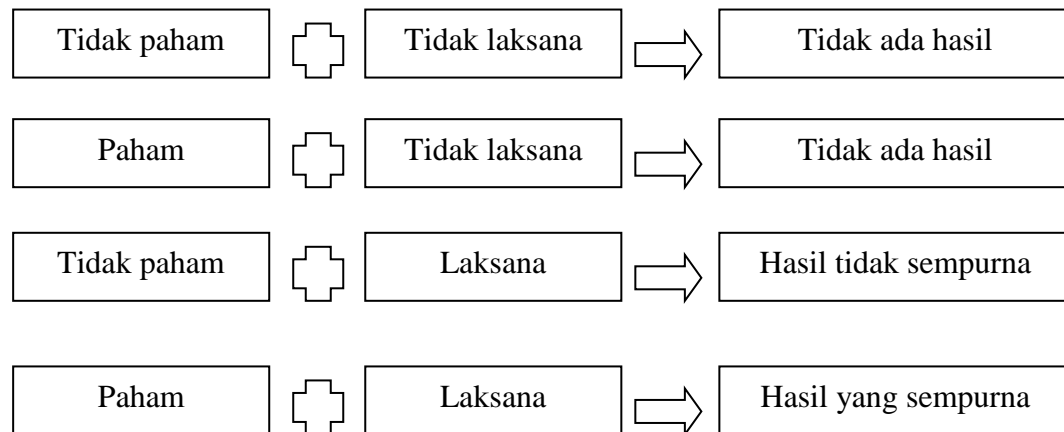 Tidak paham Tidak laksana Tidak ada hasil
Paham Tidak laksana Tidak ada hasil
Tidak paham Laksana Hasil tidak sempurna
Paham Laksana Hasil yang sempurna